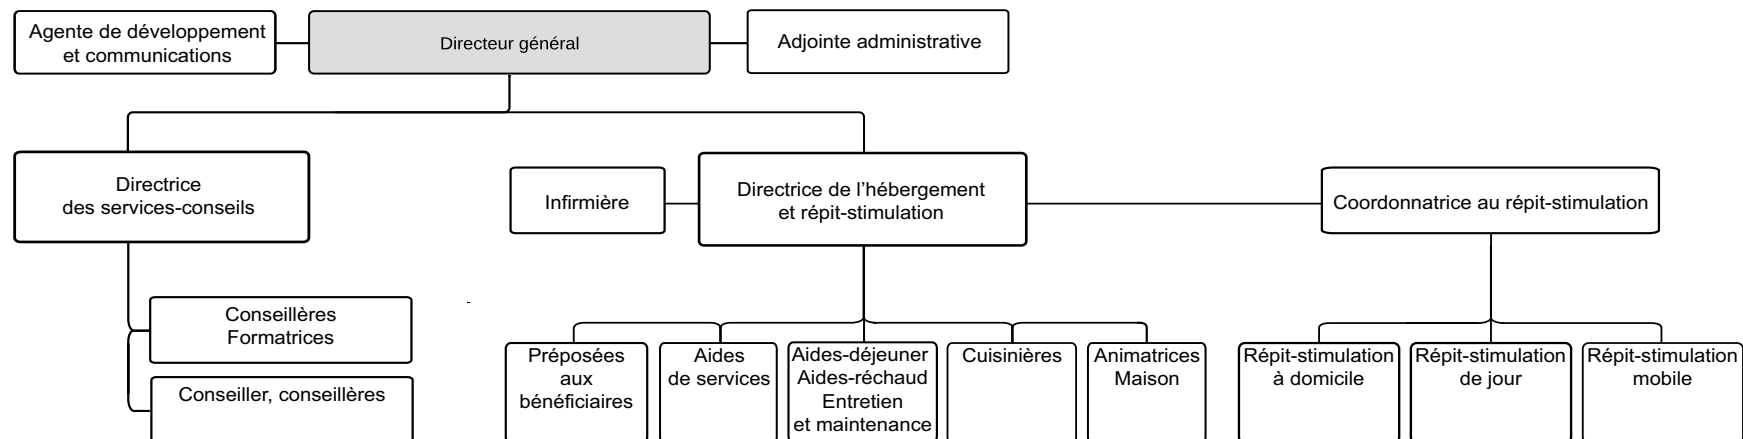 Agente de développement
et communications
Directeur général
Adjointe administrative
Directrice
des services-conseils
Infirmière
Directrice de l’hébergement
et répit-stimulation
Coordonnatrice au répit-stimulation
Conseillères
Formatrices
Conseiller, conseillères
Préposées
aux
bénéficiaires
Aides
de services
Aides-déjeuner
Aides-réchaud
Entretien
et maintenance
Cuisinières
Animatrices
Maison
Répit-stimulation
à domicile
Répit-stimulation
de jour
Répit-stimulation
mobile